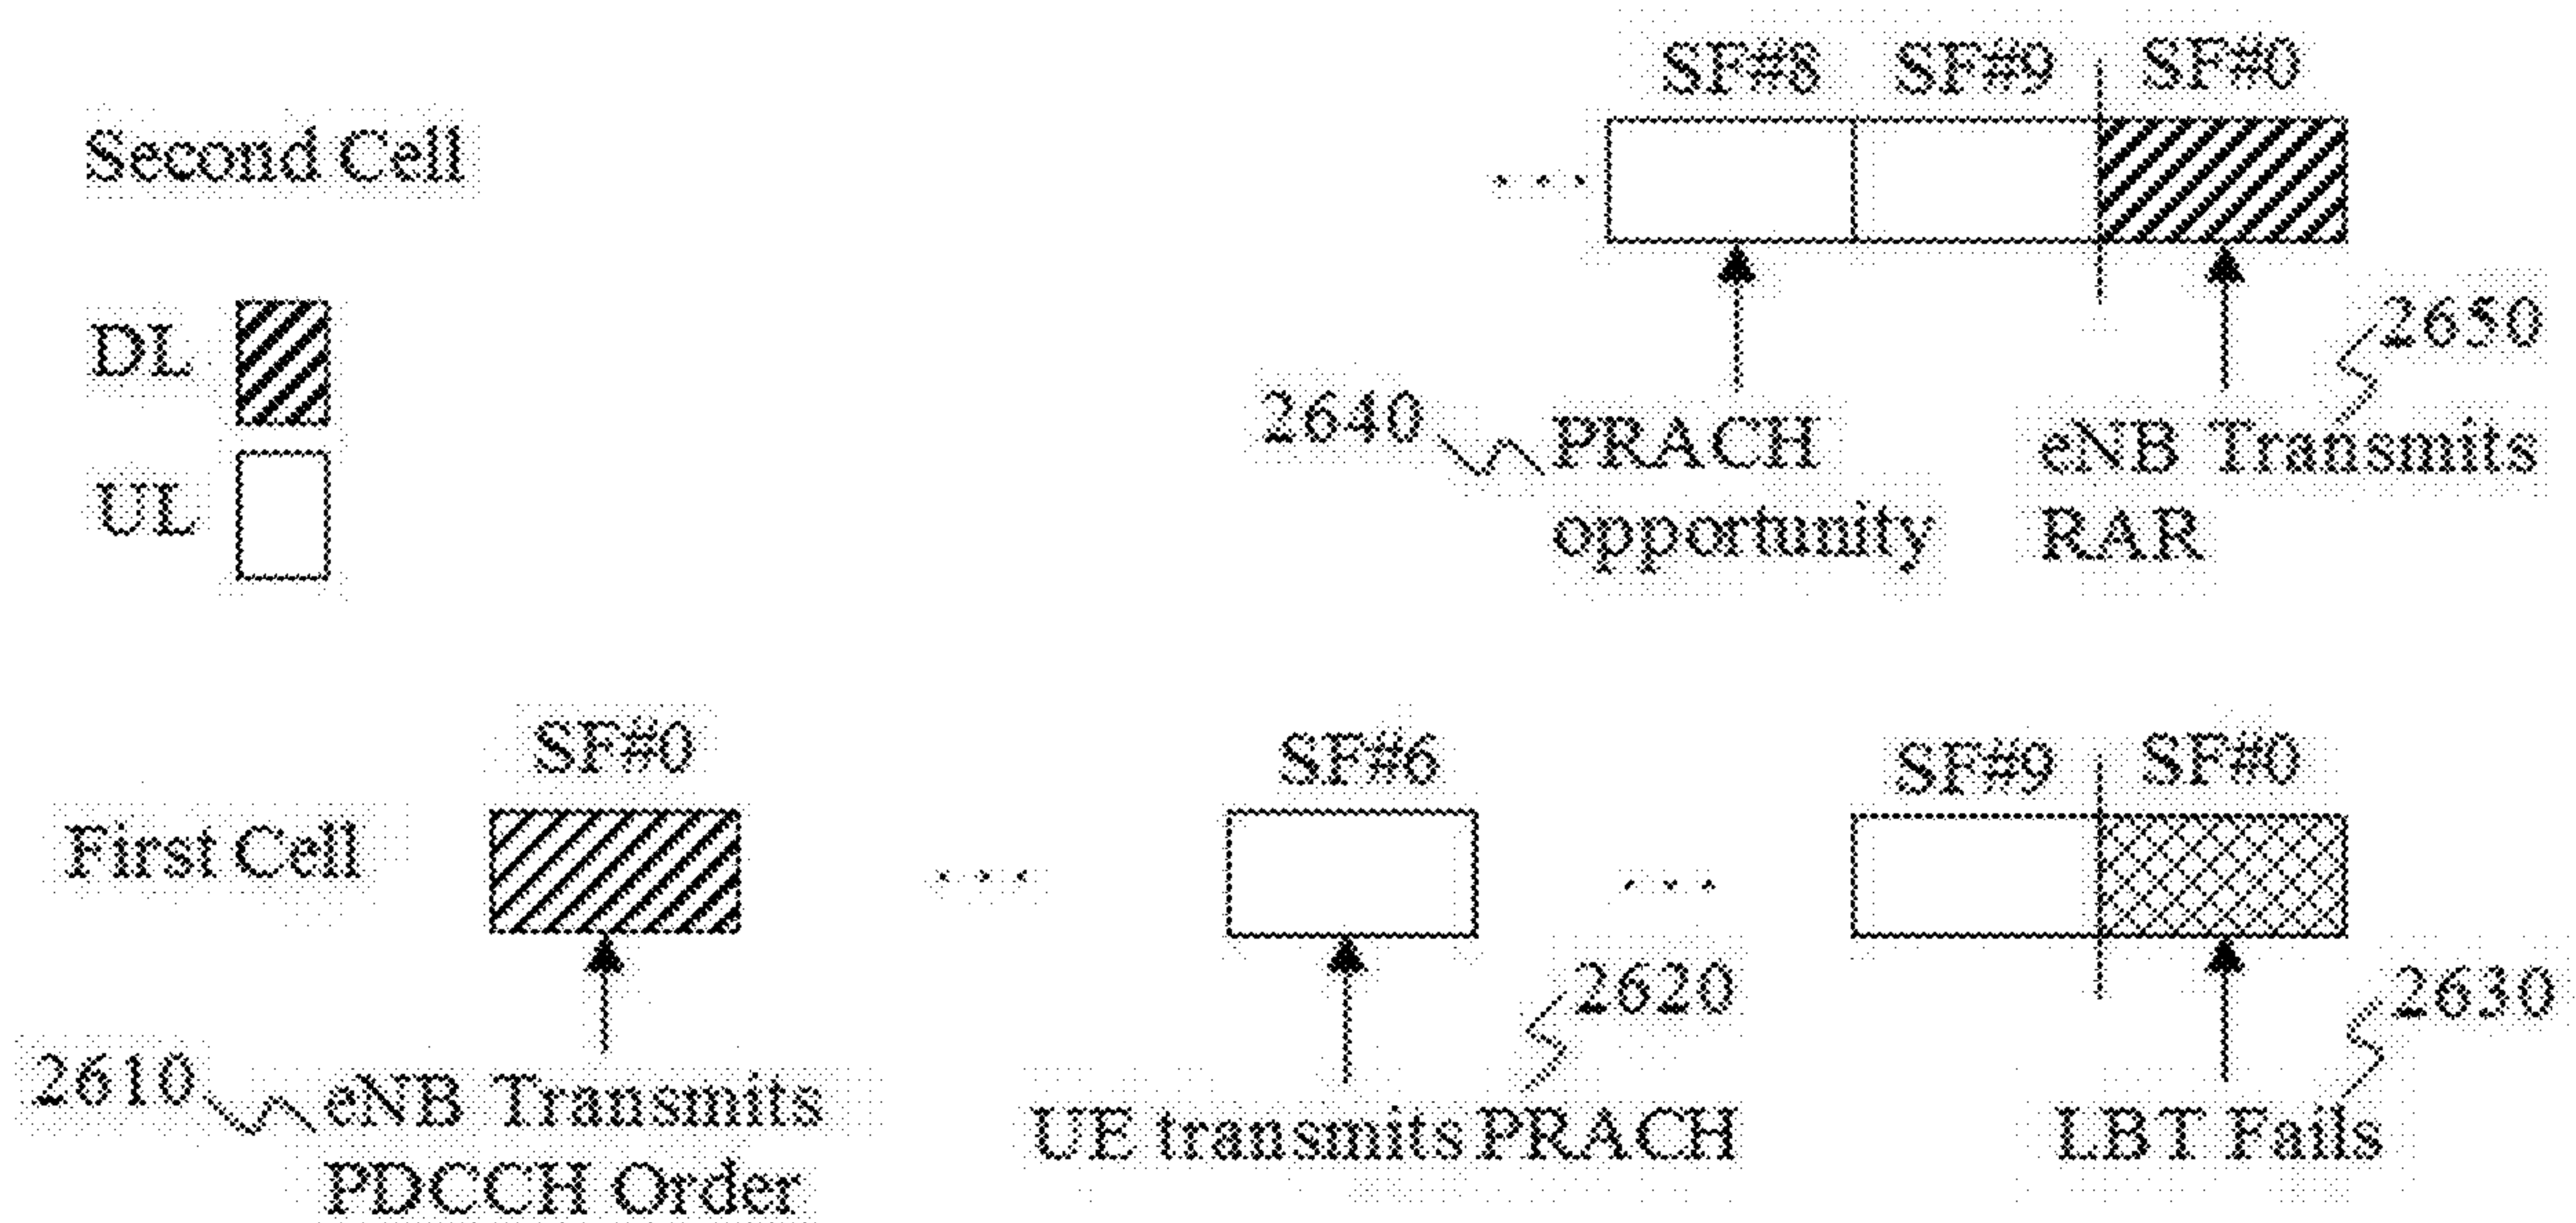 SF#8 SF#9 SF#0
Second Cell
DL
UL
2650
2640
PRACH
opportunity
eNB Transmits
RAR
SF#0 SF#6 SF#9 SF#0
First Cell
2620
2630
2610
eNB Transmits
PDCCH Order
UE transmits PRACH
LBT Fails